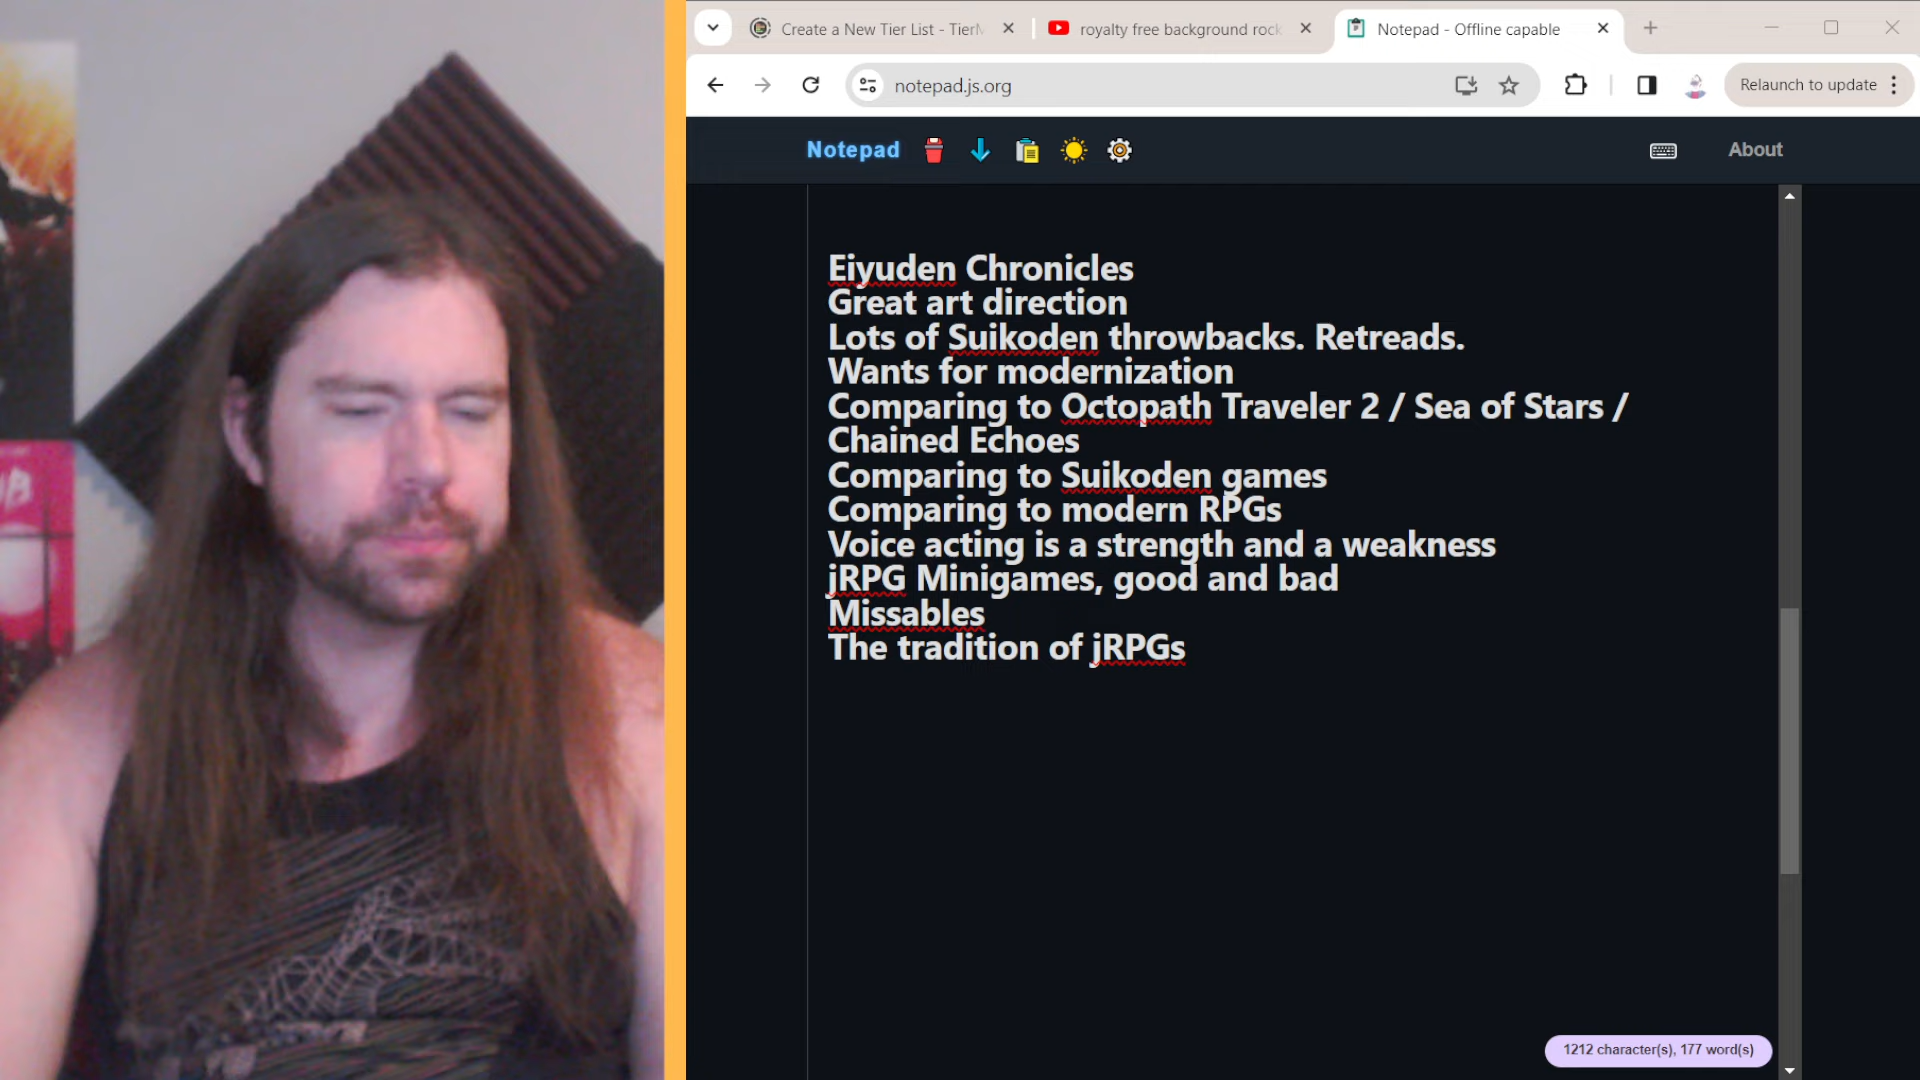 Create a New Tier List - Tier
royalty free background rock
Notepad - Offline capable
notepad.js.org
Relaunch to update
Notepad
About
Eiyuden Chronicles
Great art direction
Lots of Suikoden throwbacks. Retreads.
Wants for modernization
Comparing to Octopath Traveler 2 / Sea of Stars /
Chained Echoes
Comparing to Suikoden games
Comparing to modern RPGs
Voice acting is a strength and a weakness
jRPG Minigames, good and bad
Missables
The tradition of jRPGs
1212 character(s), 177 word(s)